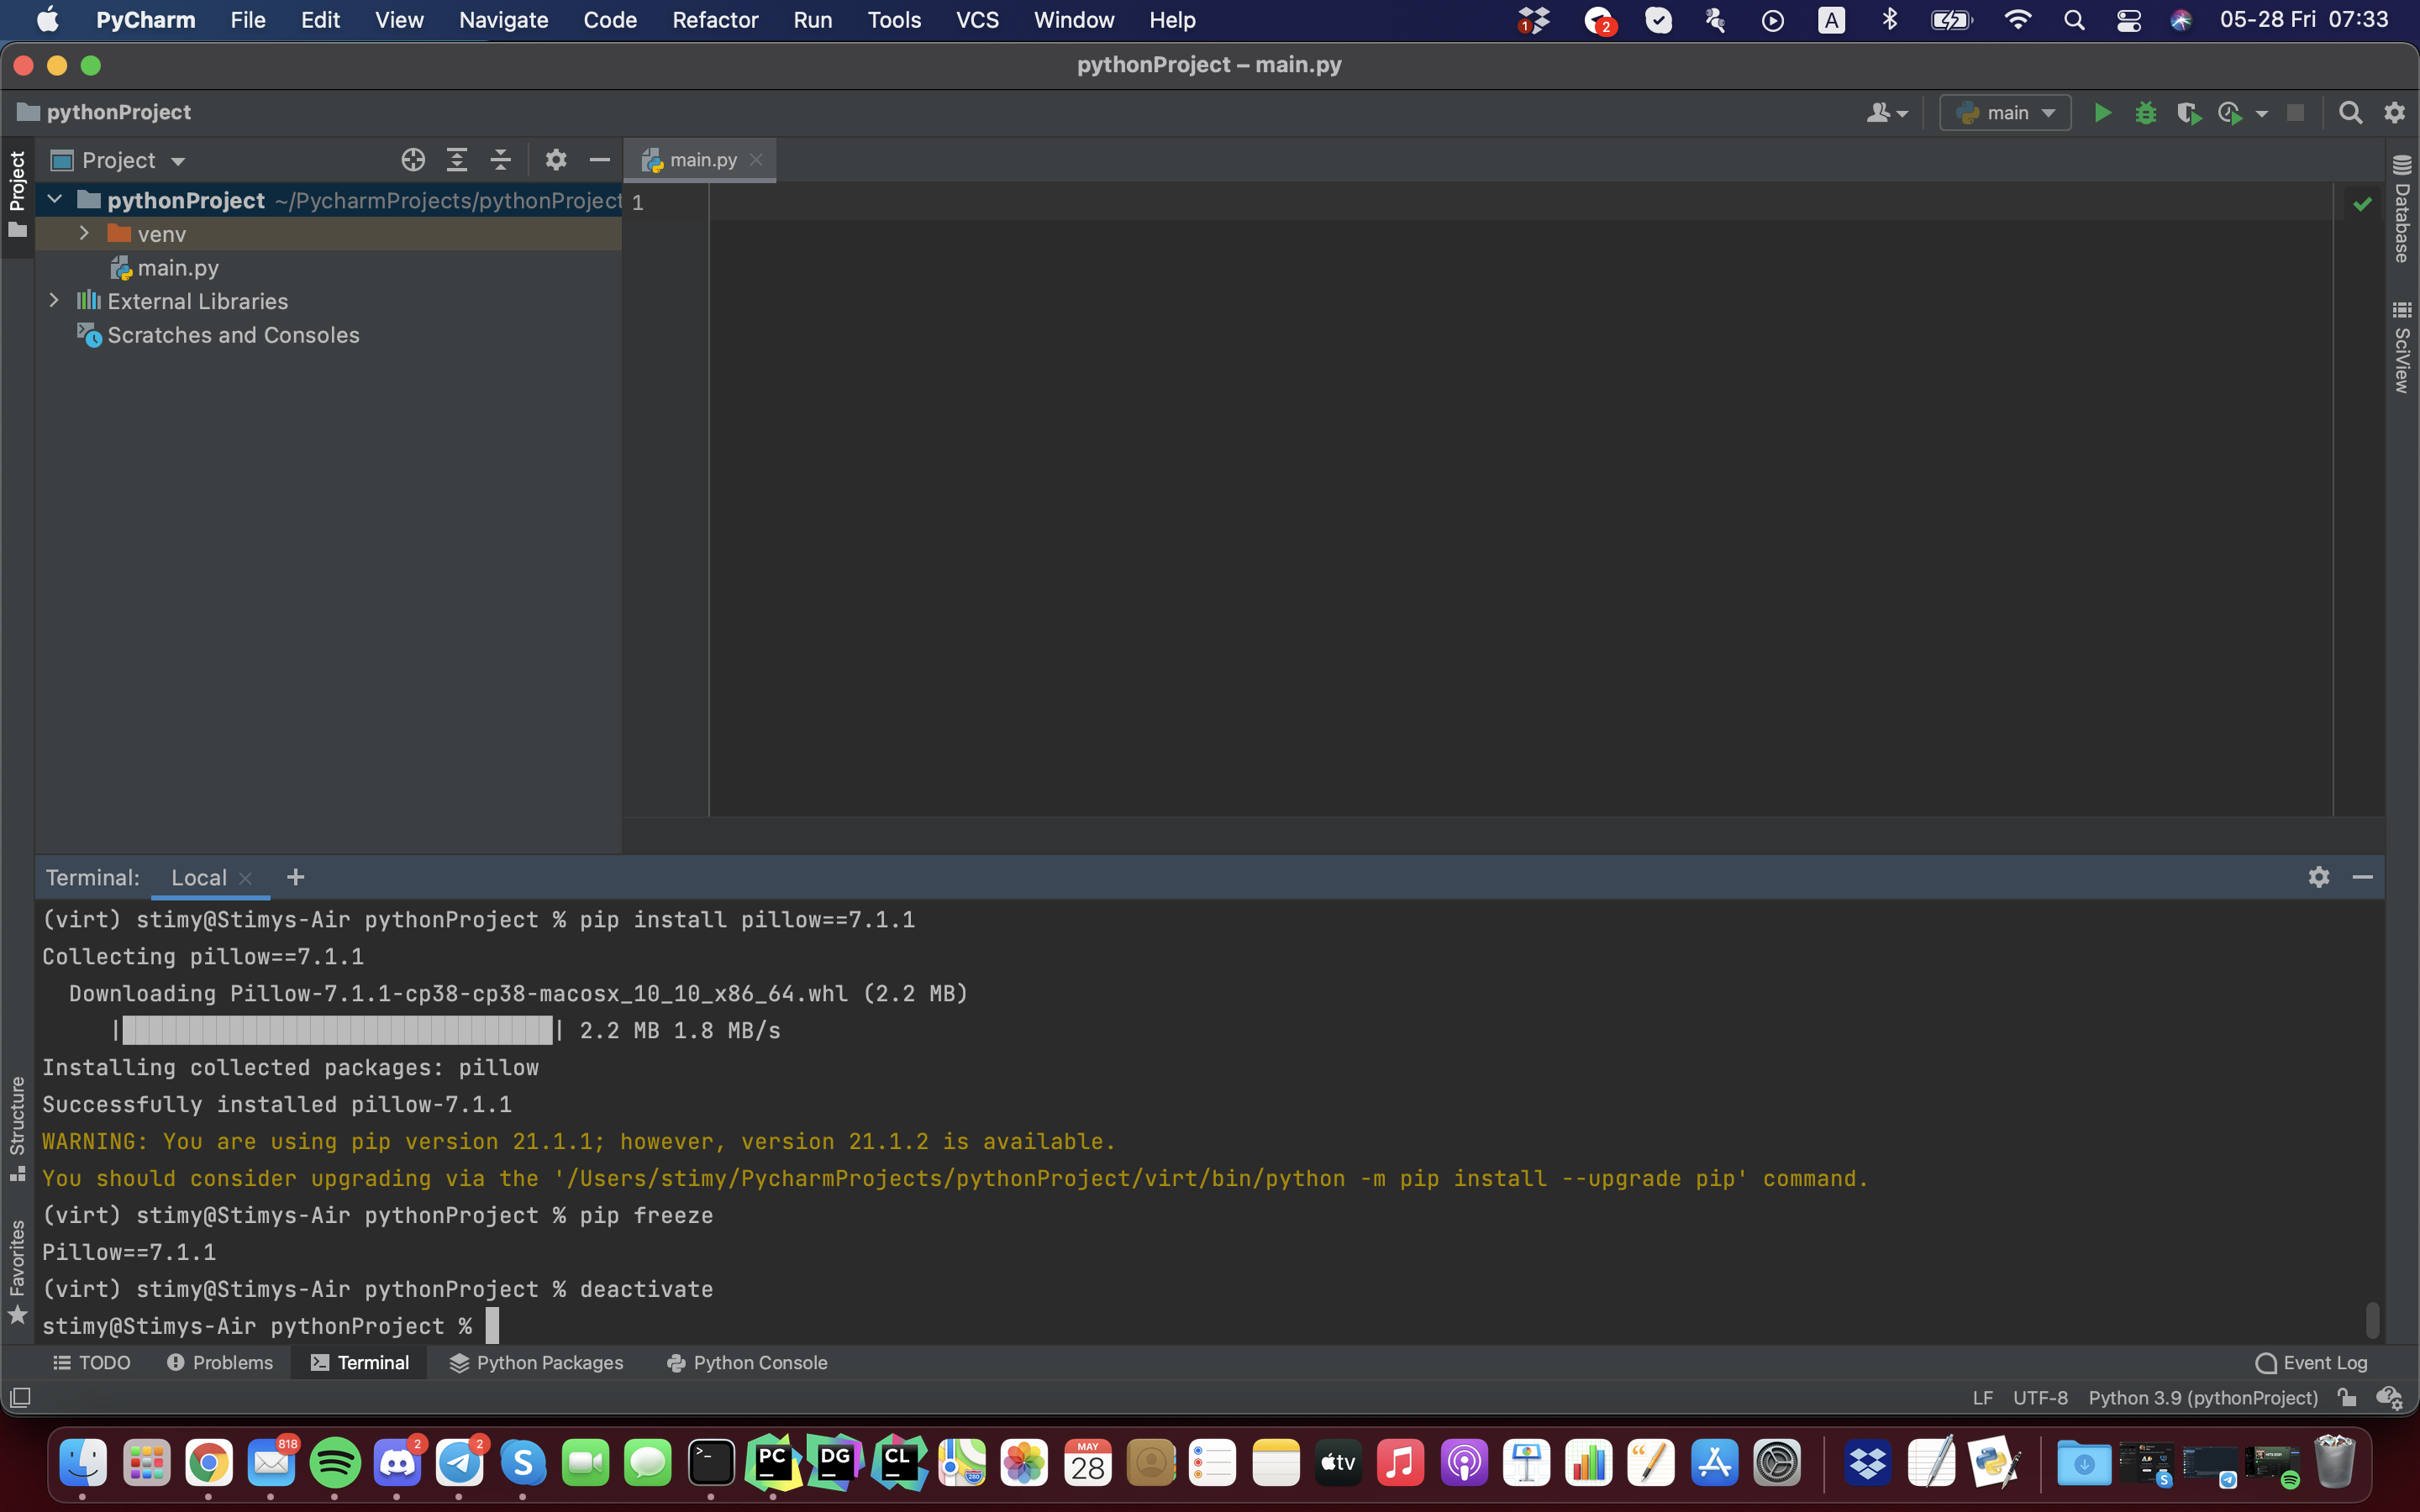 PyCharm File Edit View Navigate Code Refactor Run Tools VCS Window Help 1 2 A 05-28 Fri 07:33
pythonProject – main.py
pythonProject main
Project Project main.py
pythonProject ~/PycharmProjects/pythonProject 1
venv
main.py
External Libraries
Scratches and Consoles
Database
SciView
Terminal: Local +
(virt) stimy@Stimys-Air pythonProject % pip install pillow==7.1.1
Collecting pillow==7.1.1
Downloading Pillow-7.1.1-cp38-cp38-macosx_10_10_x86_64.whl (2.2 MB)
|████████████████████████████████| 2.2 MB 1.8 MB/s
Installing collected packages: pillow
Successfully installed pillow-7.1.1
WARNING: You are using pip version 21.1.1; however, version 21.1.2 is available.
You should consider upgrading via the '/Users/stimy/PycharmProjects/pythonProject/virt/bin/python -m pip install --upgrade pip' command.
(virt) stimy@Stimys-Air pythonProject % pip freeze
Pillow==7.1.1
(virt) stimy@Stimys-Air pythonProject % deactivate
stimy@Stimys-Air pythonProject %
Structure
Favorites
TODO Problems Terminal Python Packages Python Console Event Log
LF UTF-8 Python 3.9 (pythonProject)
818 2 2 S PC DG CL 280 MAY 28 tv